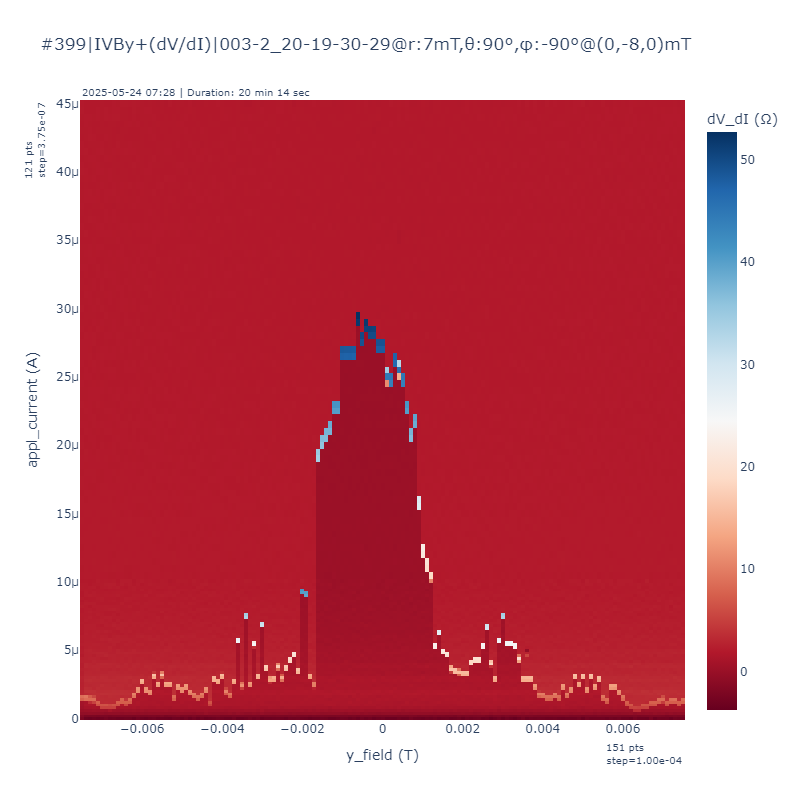 #399|IVBy+(dV/dI)|003-2_20-19-30-29@r:7mT,θ:90°,φ:-90°@(0,-8,0)mT
2025-05-24 07:28 | Duration: 20 min 14 sec
dV_dI (Ω)
121 pts
step=3.75e-07
45μ
40μ
35μ
30μ
25μ
20μ
15μ
10μ
5μ
0
appl_current (A)
50
40
30
20
10
0
−0.006
−0.004
−0.002
0
0.002
0.004
0.006
y_field (T)
151 pts
step=1.00e-04